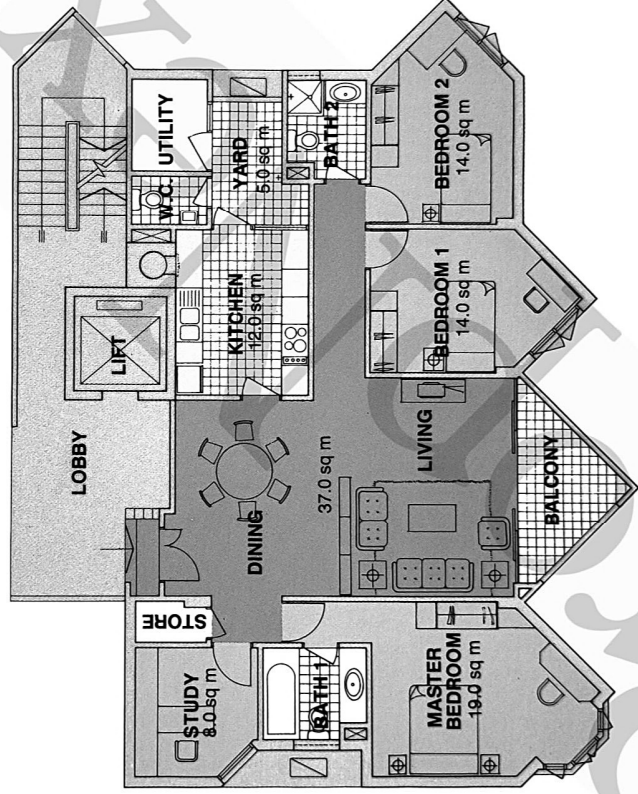 UTILITY
W.C.
YARD
5.0 sq m
BATH 2
BEDROOM 2
14.0 sq m
KITCHEN
12.0 sq m
BEDROOM 1
14.0 sq m
LIFT
LOBBY
LIVING
37.0 sq m
DINING
BALCONY
STORE
STUDY
8.0 sq m
BATH 1
MASTER
BEDROOM
19.0 sq m